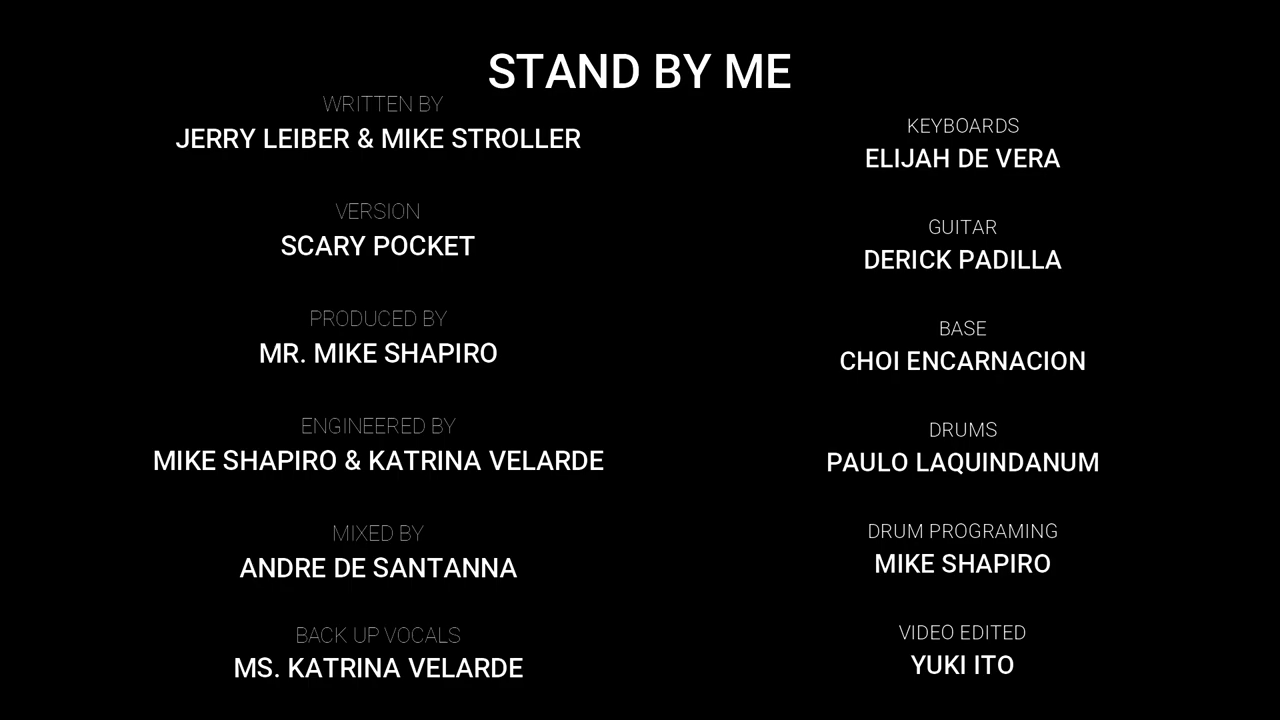 STAND BY ME
WRITTEN BY
JERRY LEIBER & MIKE STROLLER
VERSION
SCARY POCKET
PRODUCED BY
MR. MIKE SHAPIRO
ENGINEERED BY
MIKE SHAPIRO & KATRINA VELARDE
MIXED BY
ANDRE DE SANTANNA
BACK UP VOCALS
MS. KATRINA VELARDE
KEYBOARDS
ELIJAH DE VERA
GUITAR
DERICK PADILLA
BASE
CHOI ENCARNACION
DRUMS
PAULO LAQUINDANUM
DRUM PROGRAMING
MIKE SHAPIRO
VIDEO EDITED
YUKI ITO